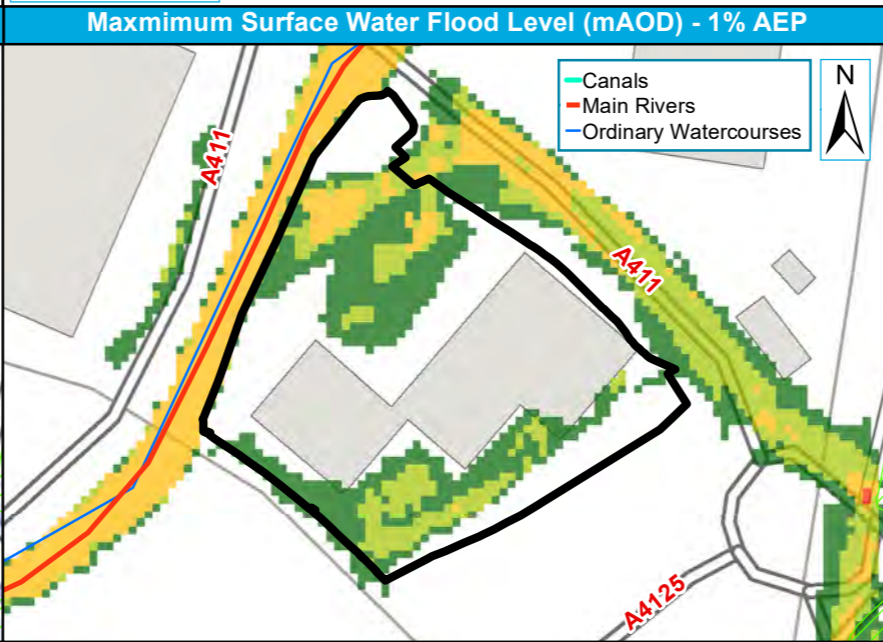 Maxmimum Surface Water Flood Level (mAOD) - 1% AEP
Canals
Main Rivers
Ordinary Watercourses
N
A411
A411
A4125